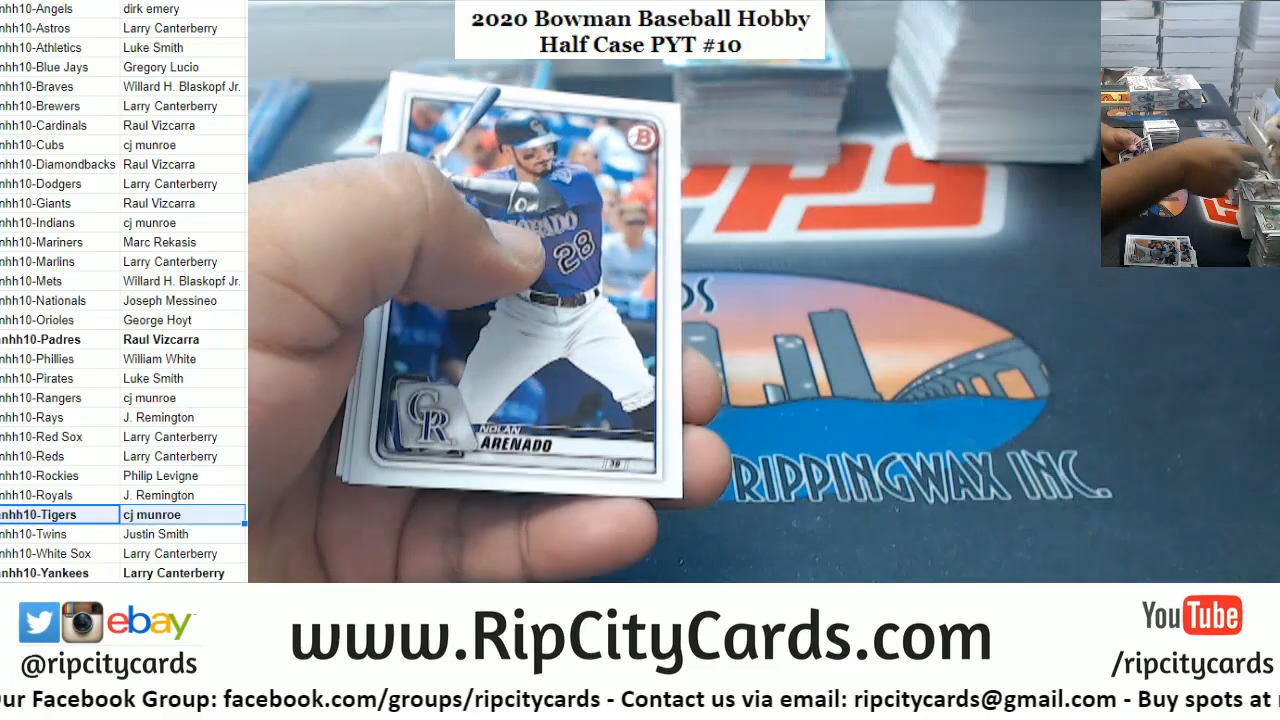 nhh10-Angels dirk emery
nhh10-Astros Larry Canterberry
nhh10-Athletics Luke Smith
nhh10-Blue Jays Gregory Lucio
nhh10-Braves Willard H. Blaskopf Jr.
nhh10-Brewers Larry Canterberry
nhh10-Cardinals Raul Vizcarra
nhh10-Cubs cj munroe
nhh10-Diamondbacks Raul Vizcarra
nhh10-Dodgers Larry Canterberry
nhh10-Giants Raul Vizcarra
nhh10-Indians cj munroe
nhh10-Mariners Marc Rekasis
nhh10-Marlins Larry Canterberry
nhh10-Mets Willard H. Blaskopf Jr.
nhh10-Nationals Joseph Messineo
nhh10-Orioles George Hoyt
nhh10-Padres Raul Vizcarra
nhh10-Phillies William White
nhh10-Pirates Luke Smith
nhh10-Rangers cj munroe
nhh10-Rays J. Remington
nhh10-Red Sox Larry Canterberry
nhh10-Reds Larry Canterberry
nhh10-Rockies Philip Levigne
nhh10-Royals J. Remington
nhh10-Tigers cj munroe
nhh10-Twins Justin Smith
nhh10-White Sox Larry Canterberry
nhh10-Yankees Larry Canterberry
2020 Bowman Baseball Hobby
Half Case PYT #10
B
28
CR
NOLAN
ARENADO
3B
RIPPINGWAX INC.
ebay
@ripcitycards
www.RipCityCards.com
YouTube
/ripcitycards
ur Facebook Group: facebook.com/groups/ripcitycards - Contact us via email: ripcitycards@gmail.com - Buy spots at